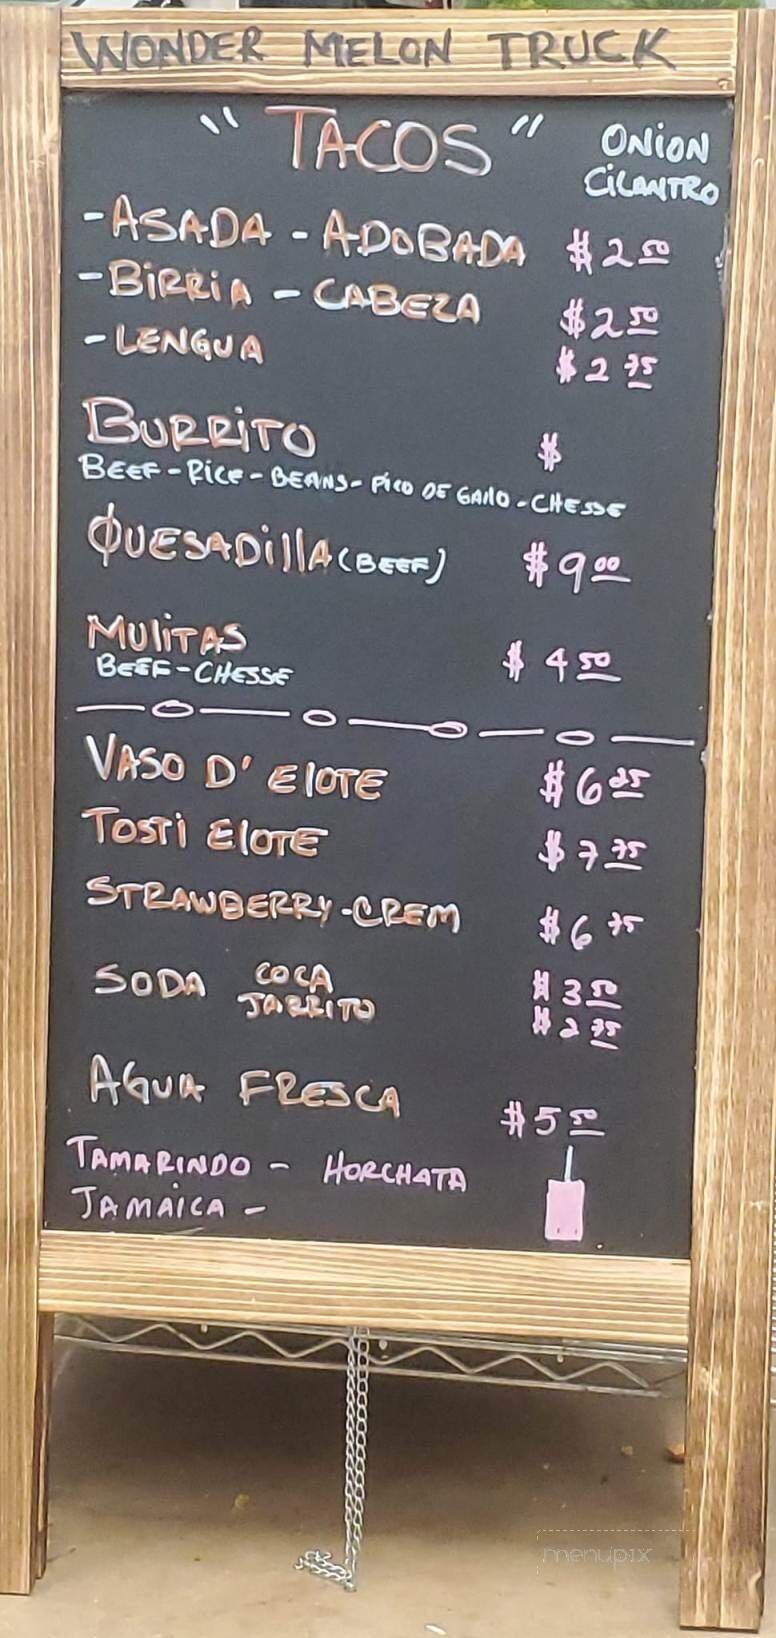 WONDER MELON TRUCK
"TACOS" ONION
CILANTRO
-ASADA - ADOBADA $2 50
-BIRRIA - CABEZA $2 50
-LENGUA $2 75
BURRITO $
BEEF-RICE-BEANS-PICO DE GALLO-CHESSE
QUESADILLA (BEEF) $9 00
MULITAS $4 50
BEEF-CHESSE
VASO D' ELOTE $6 25
TOSTI ELOTE $7 75
STRAWBERRY-CREM $6 75
SODA COCA $3 50
JARRITO $2 75
AGUA FRESCA $5 50
TAMARINDO - HORCHATA
JAMAICA -
menupix